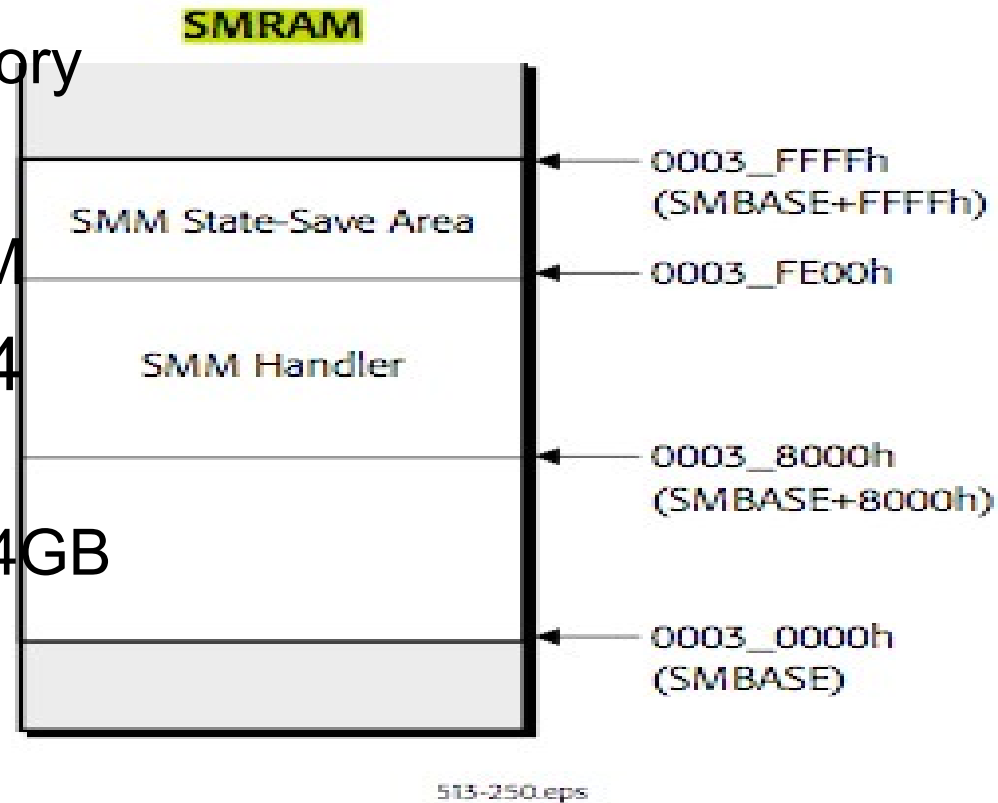 SMRAM
ory
0003_FFFFh
(SMBASE+FFFFh)
SMM State-Save Area
M
0003_FE00h
4
SMM Handler
0003_8000h
(SMBASE+8000h)
4GB
0003_0000h
(SMBASE)
513-250.eps